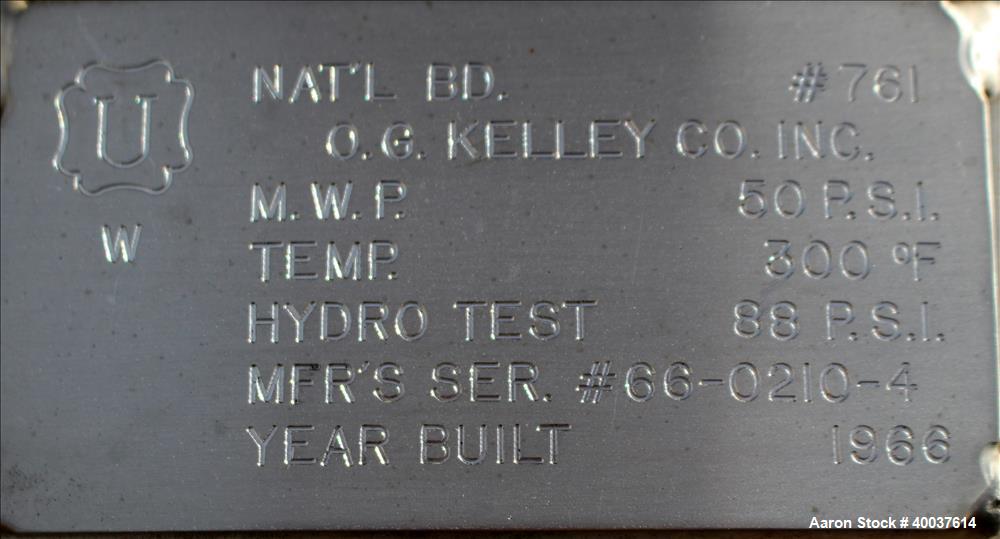 U
W
NAT'L BD. #761
O.G. KELLEY CO. INC.
M.W.P. 50 P.S.I.
TEMP. 300 °F
HYDRO TEST 88 P.S.I.
MFR'S SER. #66-0210-4
YEAR BUILT 1966
Aaron Stock # 40037614